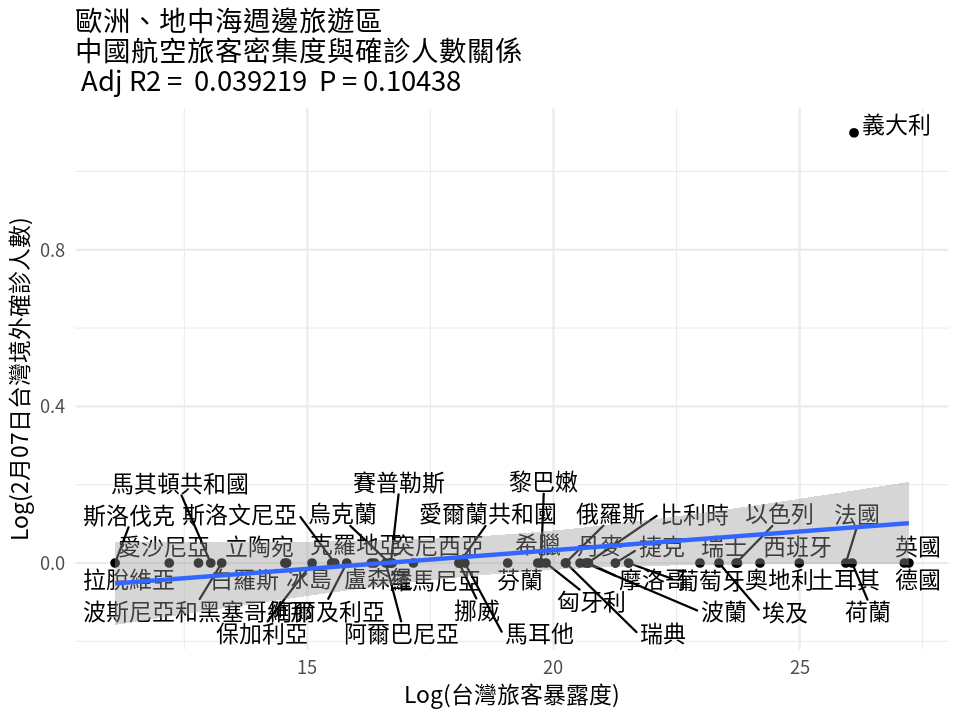 歐洲、地中海週邊旅遊區
中國航空旅客密集度與確診人數關係
Adj R2 = 0.039219 P = 0.10438
義大利
Log(2月07日台灣境外確診人數)
0.8
0.4
0.0
馬其頓共和國
賽普勒斯
黎巴嫩
斯洛伐克
斯洛文尼亞
烏克蘭
愛爾蘭共和國
俄羅斯
比利時
以色列
法國
愛沙尼亞
立陶宛
克羅地亞
突尼西亞
希臘
丹麥
捷克
瑞士
西班牙
英國
拉脫維亞
白羅斯
冰島
盧森堡
羅馬尼亞
芬蘭
摩洛哥
葡萄牙
奧地利
土耳其
德國
波斯尼亞和黑塞哥維那
阿爾及利亞
挪威
匈牙利
波蘭
埃及
荷蘭
保加利亞
阿爾巴尼亞
馬耳他
瑞典
15
20
25
Log(台灣旅客暴露度)